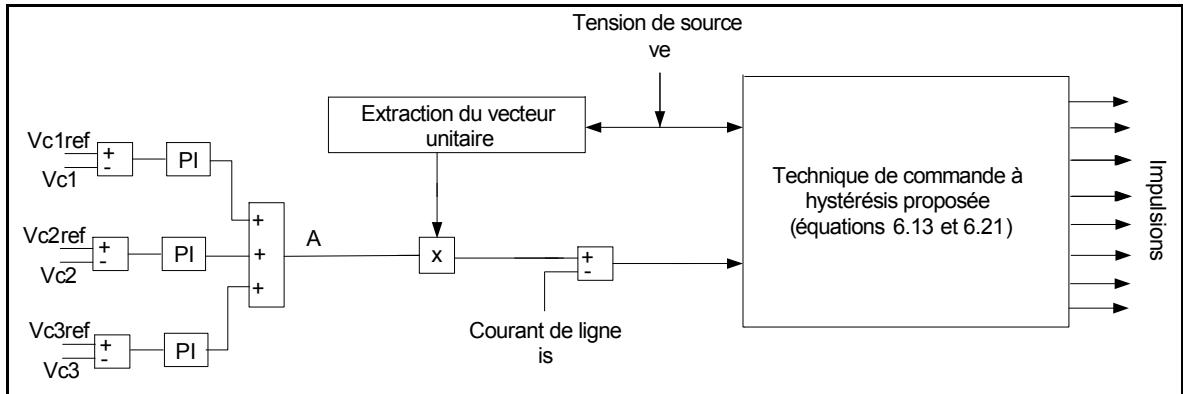 Tension de source
ve
Extraction du vecteur
unitaire
Vc1ref
+
-
PI
Vc1
+
Vc2ref
+
-
PI
+
A
x
+
-
Vc2
+
Vc3ref
+
-
PI
Vc3
Courant de ligne
is
Technique de commande à
hystérésis proposée
(équations 6.13 et 6.21)
Impulsions